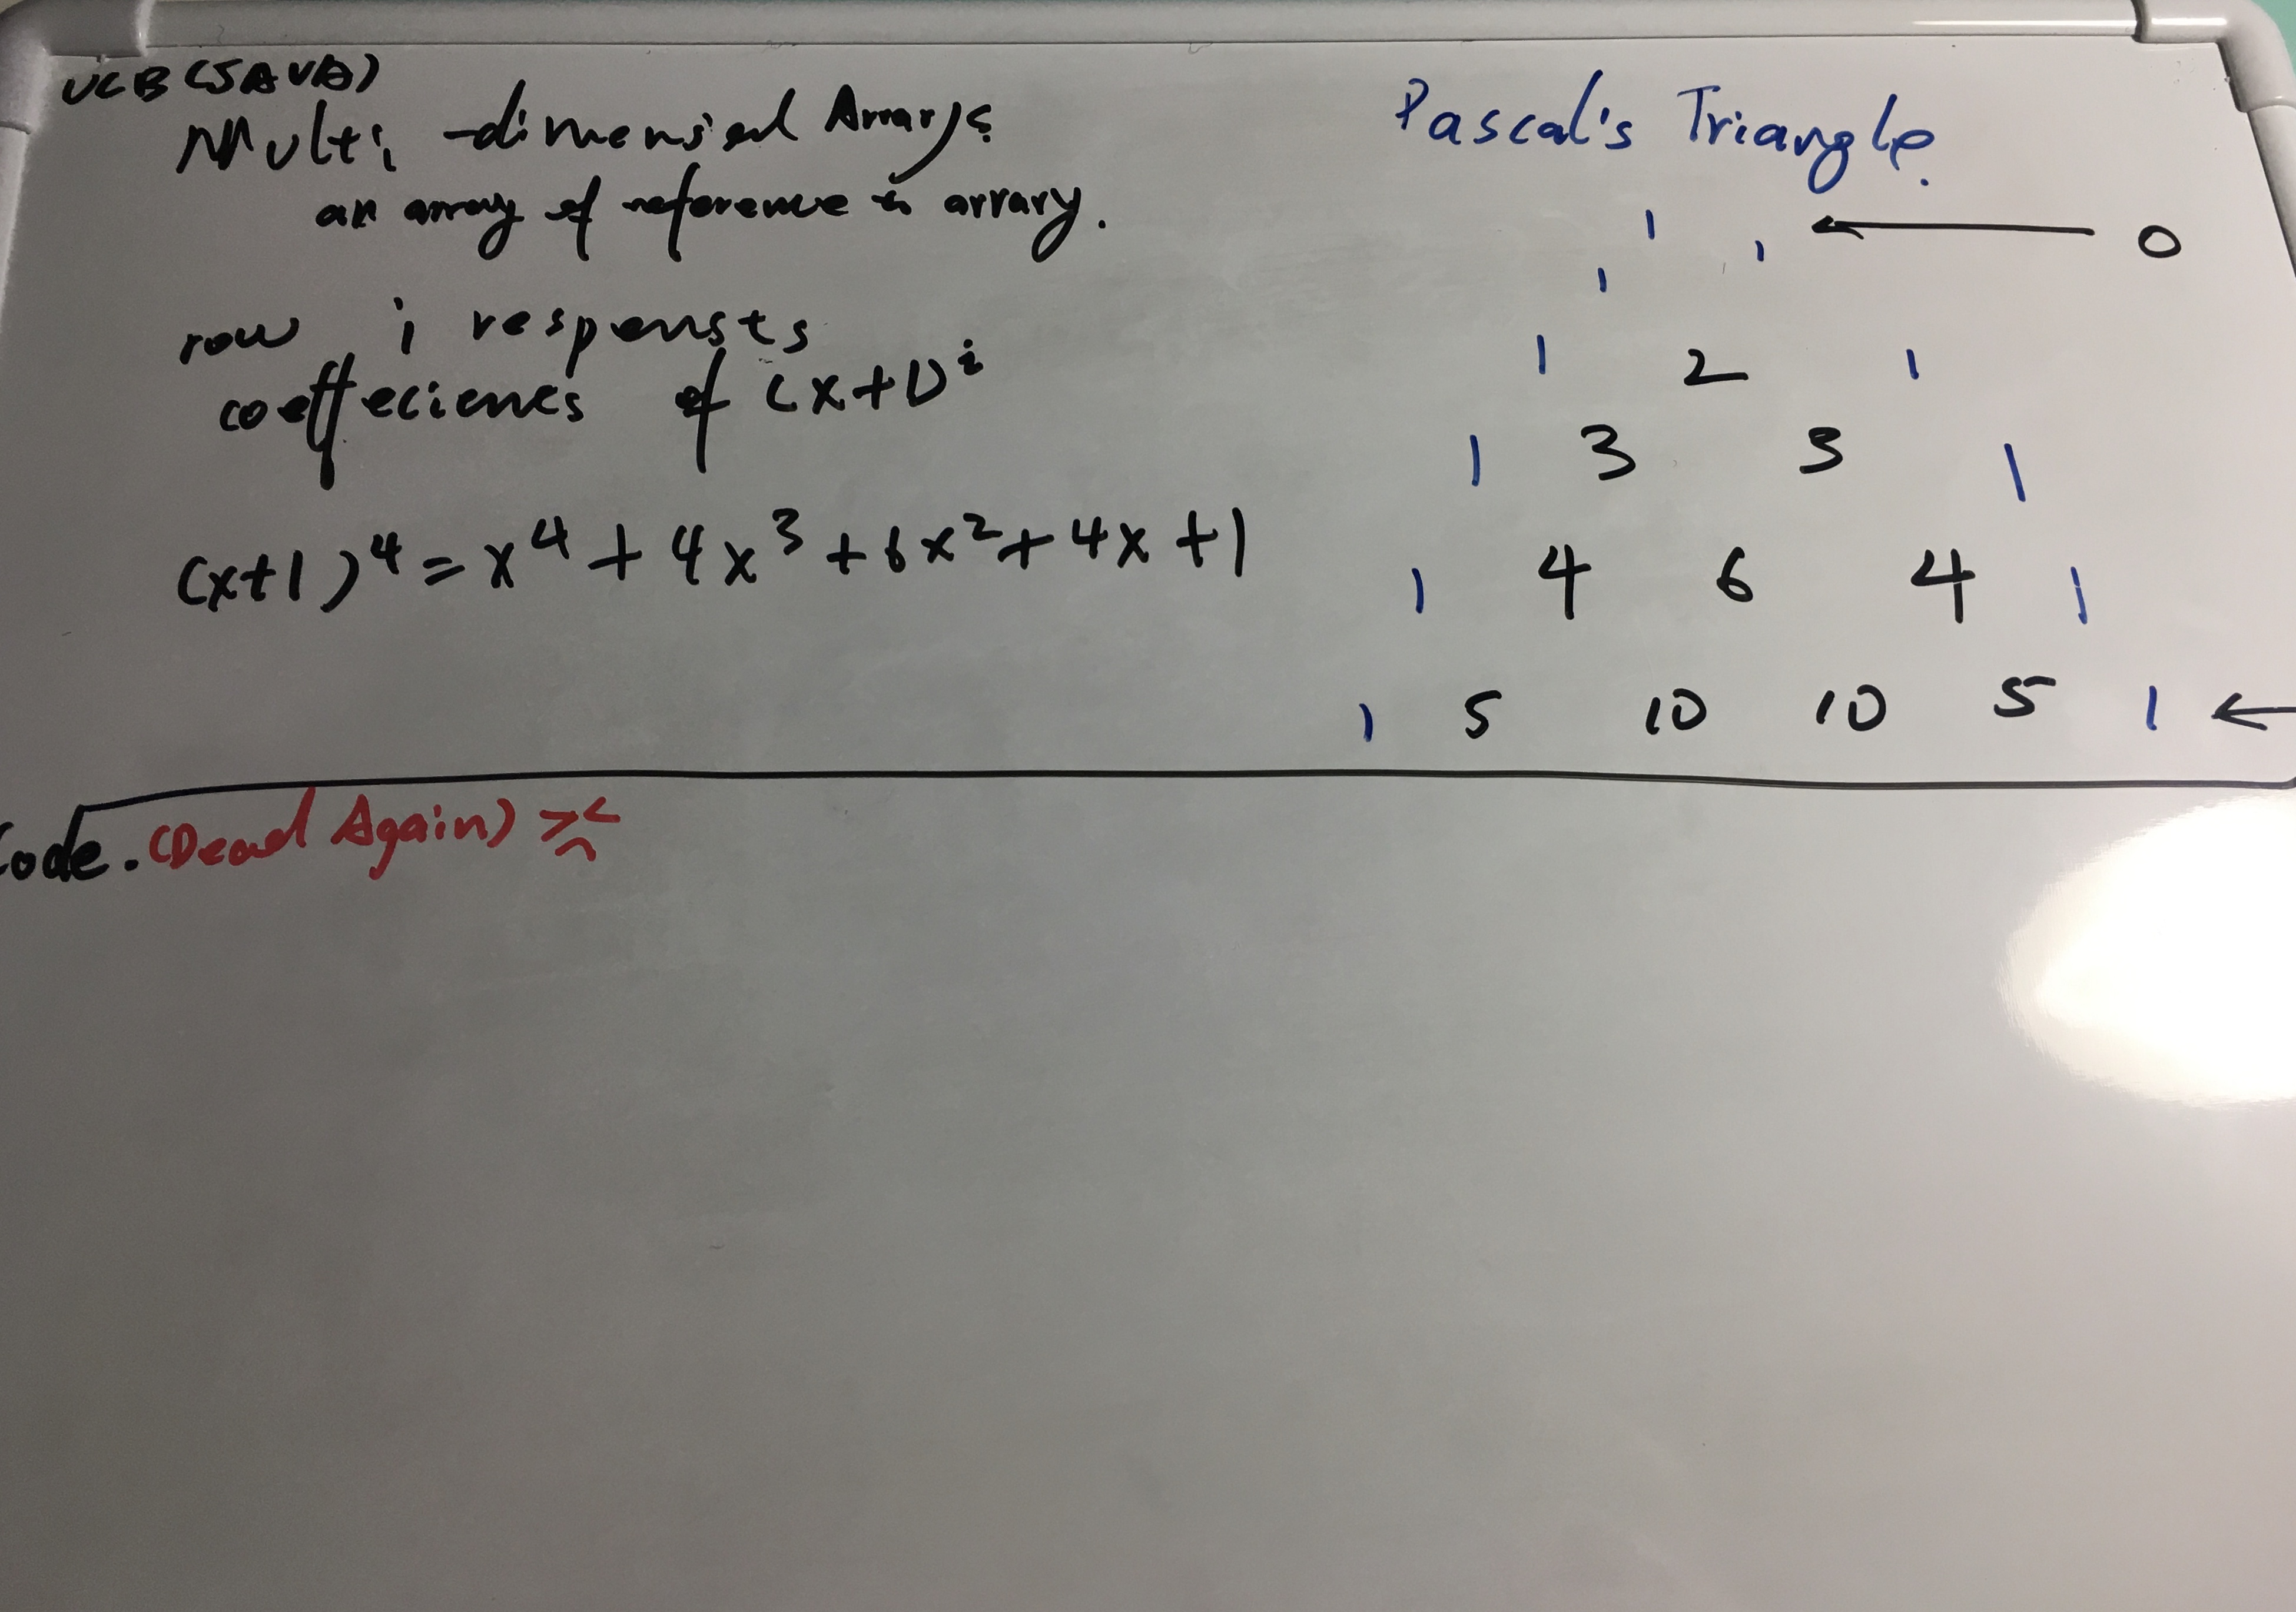 UCB (JAVA)
Multi-dimensional Arrays
an array of reference to arrary.
row i responsts
coeffeciencs of (x+1)^i
(x+1)^4 = x^4 + 4x^3 + 6x^2 + 4x + 1
Pascal's Triangle.
1 ← 0
1 1
1 2 1
1 3 3 1
1 4 6 4 1
1 5 10 10 5 1 ←
Code. (Dead Again)